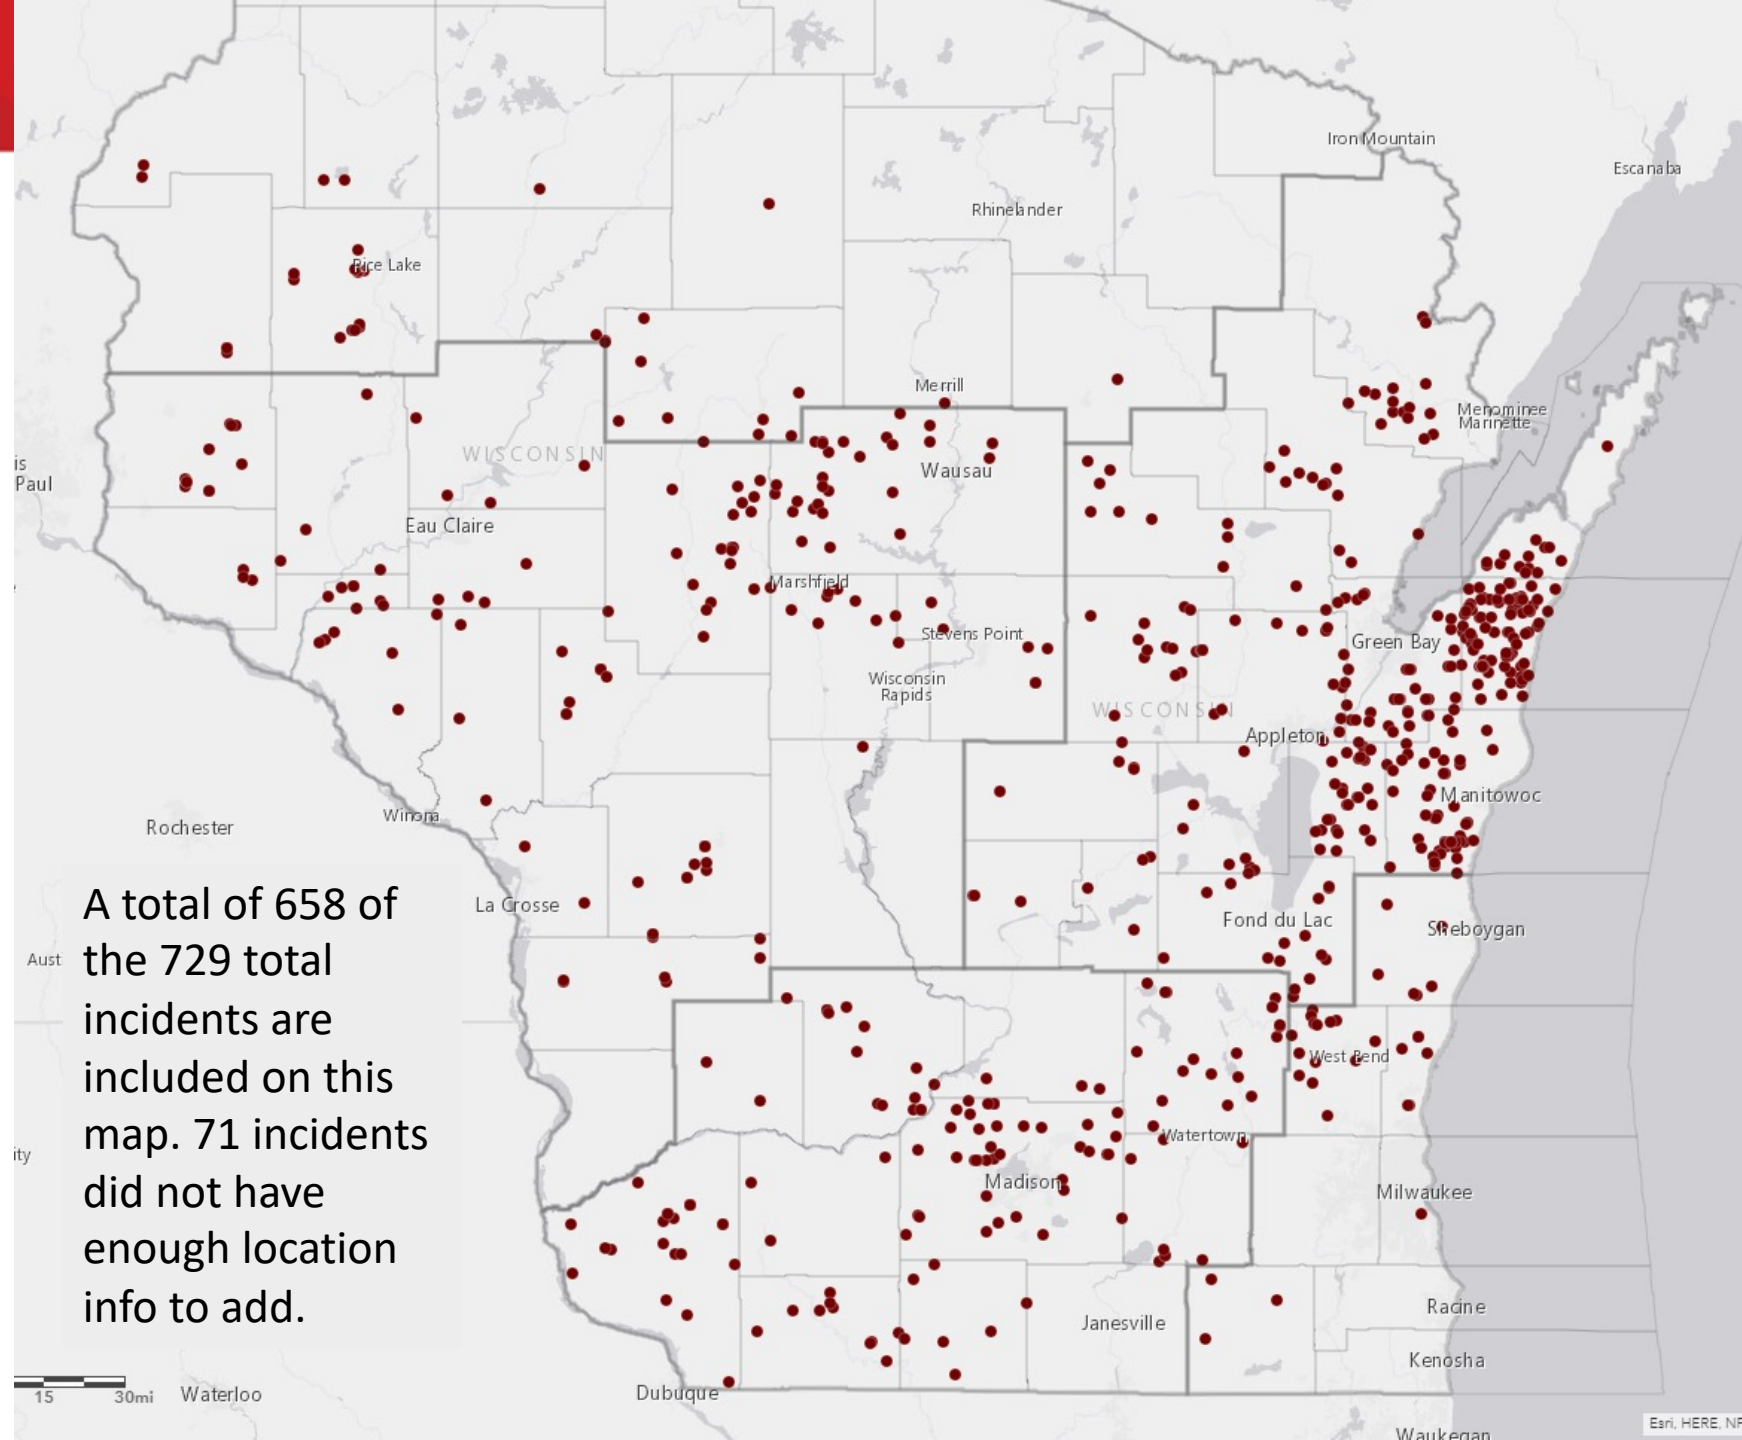 Iron Mountain
Escanaba
Rhinelander
Rice Lake
Merrill
Menominee
Marinette
WISCONSIN
is
Paul
Wausau
Eau Claire
Marshfield
Stevens Point
Green Bay
Wisconsin
Rapids
WISCONSIN
Appleton
Manitowoc
Winona
Rochester
A total of 658 of
the 729 total
incidents are
included on this
map. 71 incidents
did not have
enough location
info to add.
La Crosse
Fond du Lac
Sheboygan
Aust
West Bend
Watertown
ity
Madison
Milwaukee
Racine
Janesville
Kenosha
15 30mi
Waterloo
Dubuque
Esri, HERE, NP
Waukegan